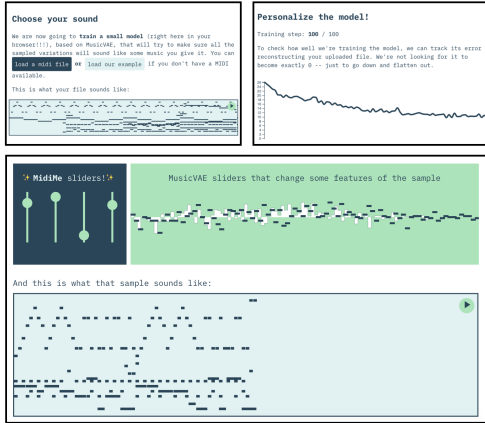 Choose your sound
We are now going to train a small model (right here in your
browser!!!), based on MusicVAE, that will try to make sure all the
sampled variations will sound like some music you give it. You can
load a midi file or load our example if you don't have a MIDI
available.
This is what your file sounds like:
Personalize the model!
Training step: 100 / 100
To check how well we're training the model, we can track its error
reconstructing your uploaded file. We're not looking for it to
become exactly 0 -- just to go down and flatten out.
✨ MidiMe sliders!✨
MusicVAE sliders that change some features of the sample
And this is what that sample sounds like: